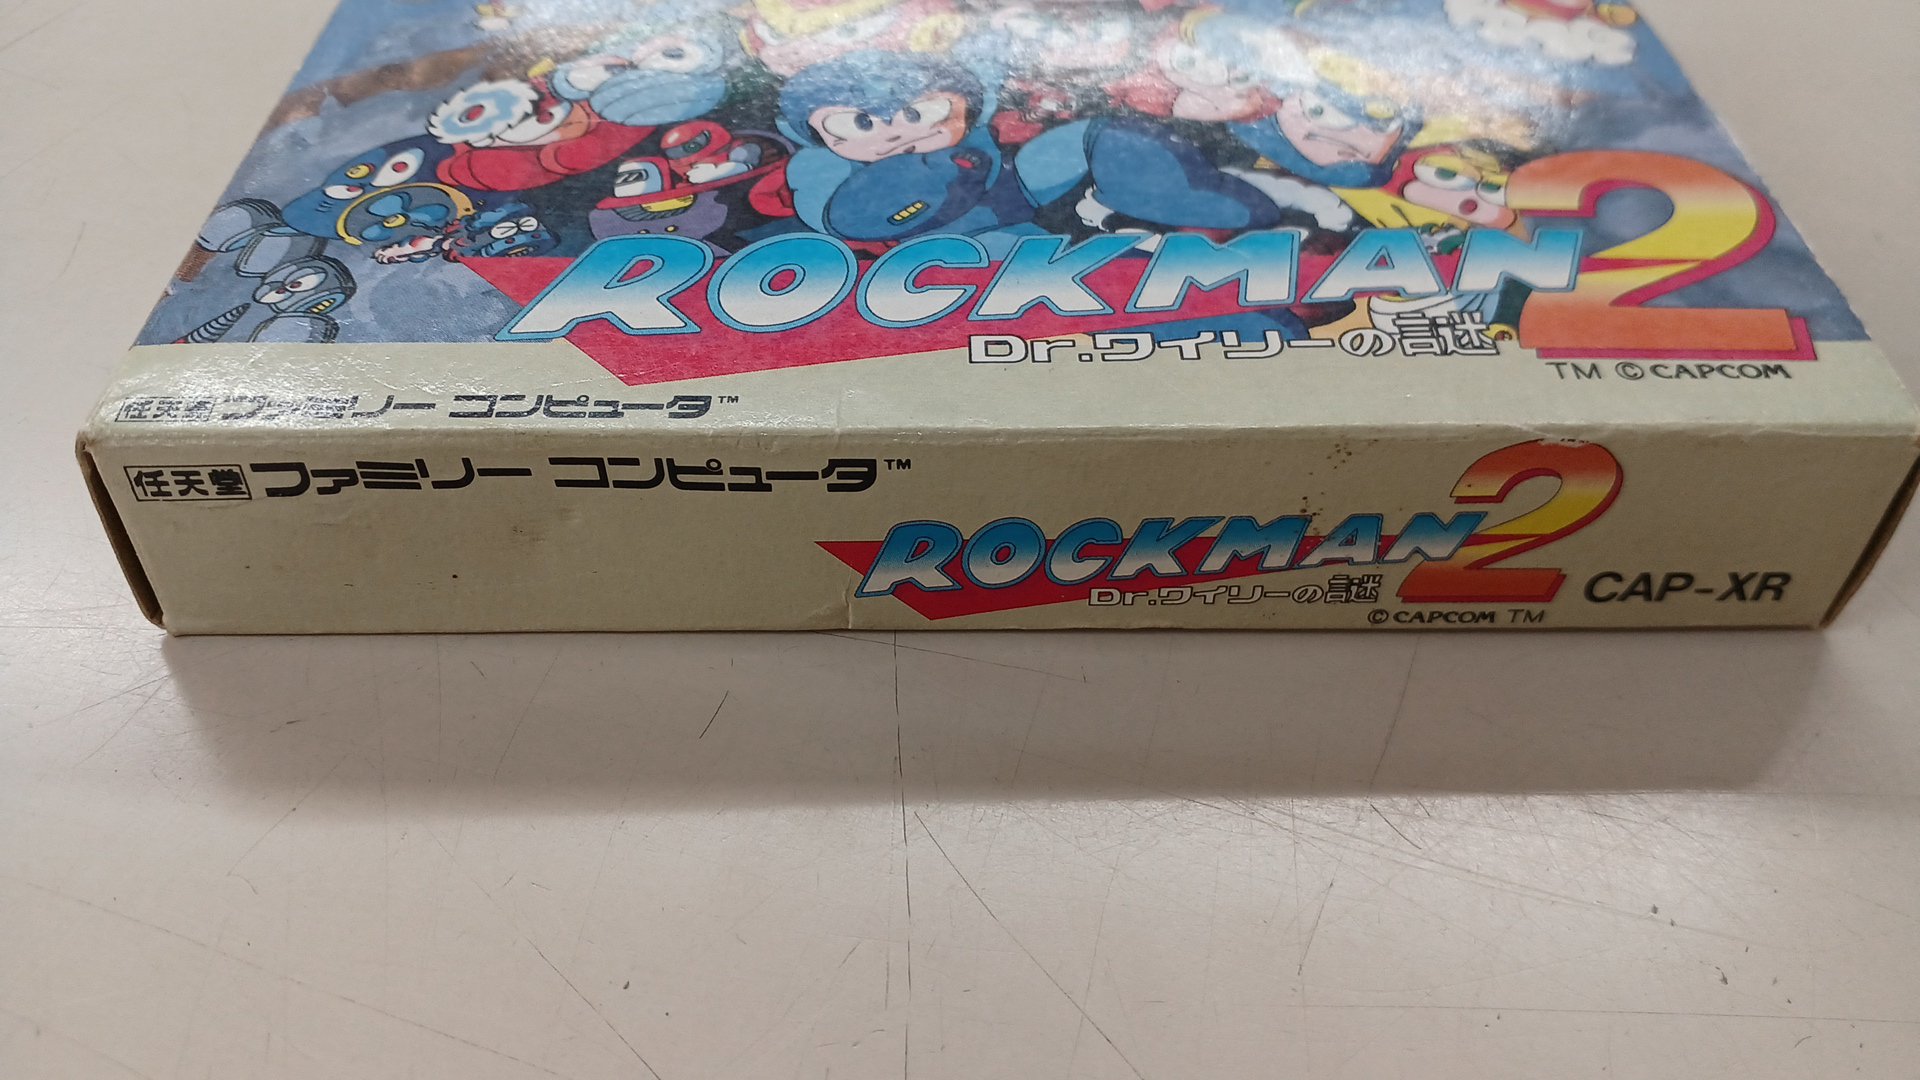 ROCKMAN 2
Dr.ワイリーの謎
TM © CAPCOM
任天堂 ファミリー コンピュータ™
任天堂 ファミリー コンピュータ™
ROCKMAN 2
Dr.ワイリーの謎
© CAPCOM TM
CAP-XR